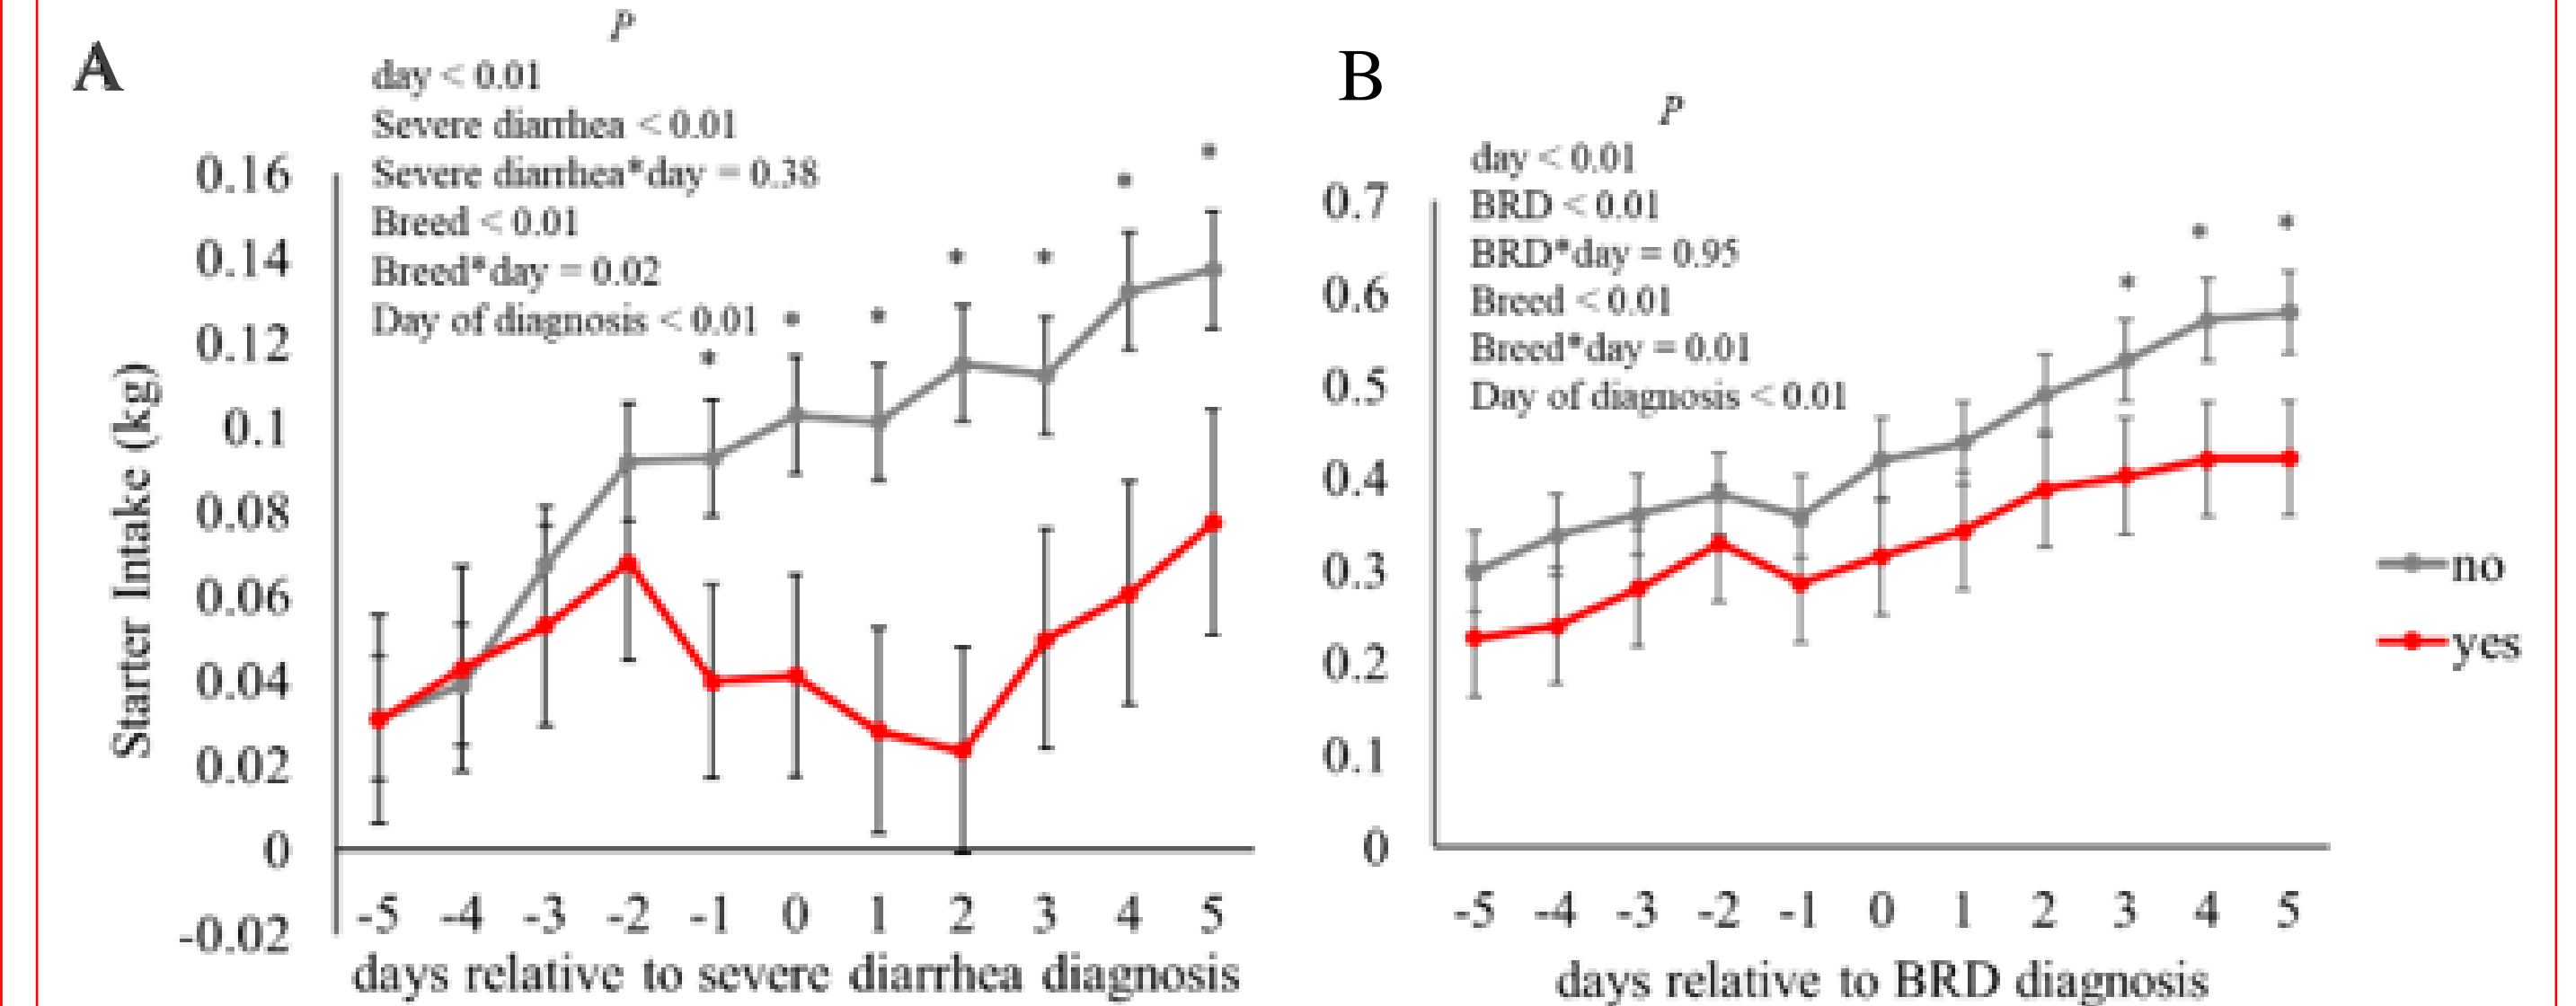 A
P
day < 0.01
Severe diarrhea < 0.01
Severe diarrhea*day = 0.38
Breed < 0.01
Breed*day = 0.02
Day of diagnosis < 0.01
Starter Intake (kg)
0.16
0.14
0.12
0.1
0.08
0.06
0.04
0.02
0
-0.02
* * * * * * *
-5 -4 -3 -2 -1 0 1 2 3 4 5
days relative to severe diarrhea diagnosis
B
P
day < 0.01
BRD < 0.01
BRD*day = 0.95
Breed < 0.01
Breed*day = 0.01
Day of diagnosis < 0.01
0.7
0.6
0.5
0.4
0.3
0.2
0.1
0
* * *
-5 -4 -3 -2 -1 0 1 2 3 4 5
days relative to BRD diagnosis
no
yes